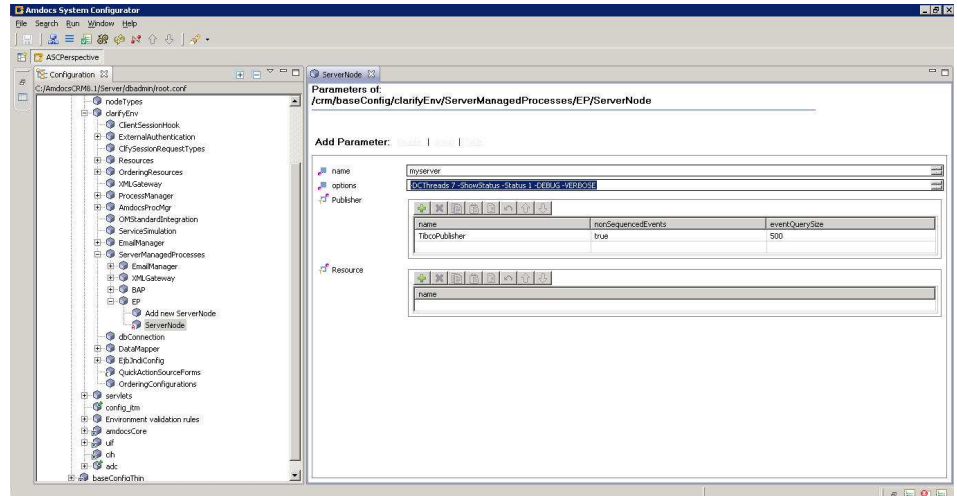 Amdocs System Configurator
File Search Run Window Help
ASCPerspective
Configuration
C:/AmdocsCRM8.1/Server/dbadmin/root.conf
nodeTypes
clarifyEnv
ClientSessionHook
ExternalAuthentication
ClfySessionRequestTypes
Resources
OrderingResources
XMLGateway
ProcessManager
AmdocsProcMgr
OMStandardIntegration
ServiceSimulation
EmailManager
ServerManagedProcesses
EmailManager
XMLGateway
BAP
EP
Add new ServerNode
ServerNode
dbConnection
DataMapper
EjbJndiConfig
QuickActionSourceForms
OrderingConfigurations
servlets
config_itm
Environment validation rules
amdocsCore
uif
oih
adc
baseConfigThin
ServerNode
Parameters of:
/crm/baseConfig/clarifyEnv/ServerManagedProcesses/EP/ServerNode
Add Parameter: | |
name myserver
options -DCThreads 7 -ShowStatus -Status 1 -DEBUG -VERBOSE
Publisher
name nonSequencedEvents eventQuerySize
TibcoPublisher true 500
Resource
name